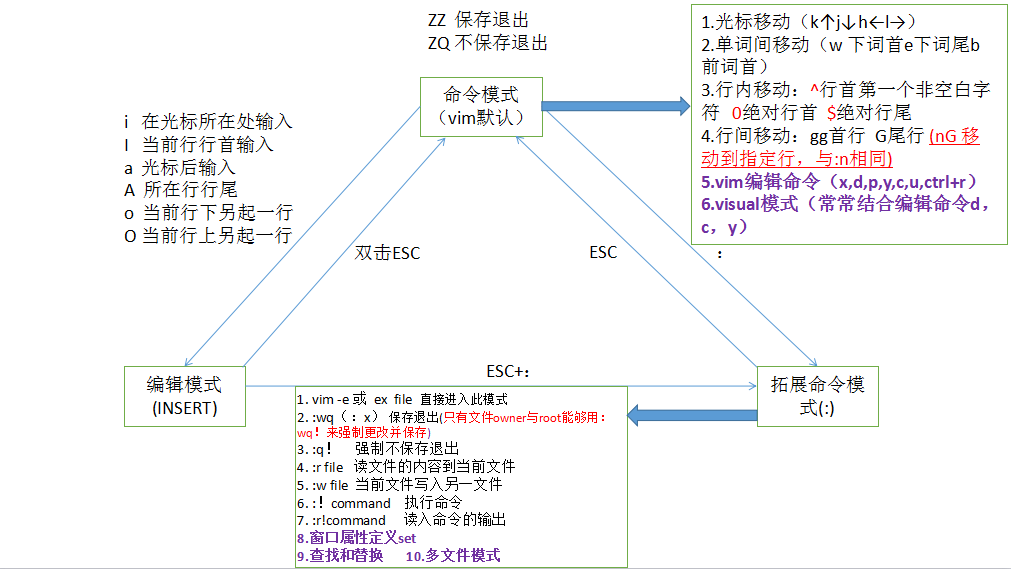 ZZ 保存退出
ZQ 不保存退出
命令模式
（vim默认）
1.光标移动（k↑j↓h←l→）
2.单词间移动（w 下词首e下词尾b
前词首）
3.行内移动：^行首第一个非空白字
符 0绝对行首 $绝对行尾
4.行间移动：gg首行 G尾行 (nG 移
动到指定行，与:n相同)
5.vim编辑命令（x,d,p,y,c,u,ctrl+r）
6.visual模式（常常结合编辑命令d，
c，y）
i 在光标所在处输入
I 当前行行首输入
a 光标后输入
A 所在行行尾
o 当前行下另起一行
O 当前行上另起一行
双击ESC
ESC
：
编辑模式
(INSERT)
ESC+：
拓展命令模
式(:)
1. vim -e 或 ex file 直接进入此模式
2. :wq（：x）保存退出(只有文件owner与root能够用：
wq！来强制更改并保存)
3. :q！ 强制不保存退出
4. :r file 读文件的内容到当前文件
5. :w file 当前文件写入另一文件
6. :！command 执行命令
7. :r!command 读入命令的输出
8.窗口属性定义set
9.查找和替换 10.多文件模式